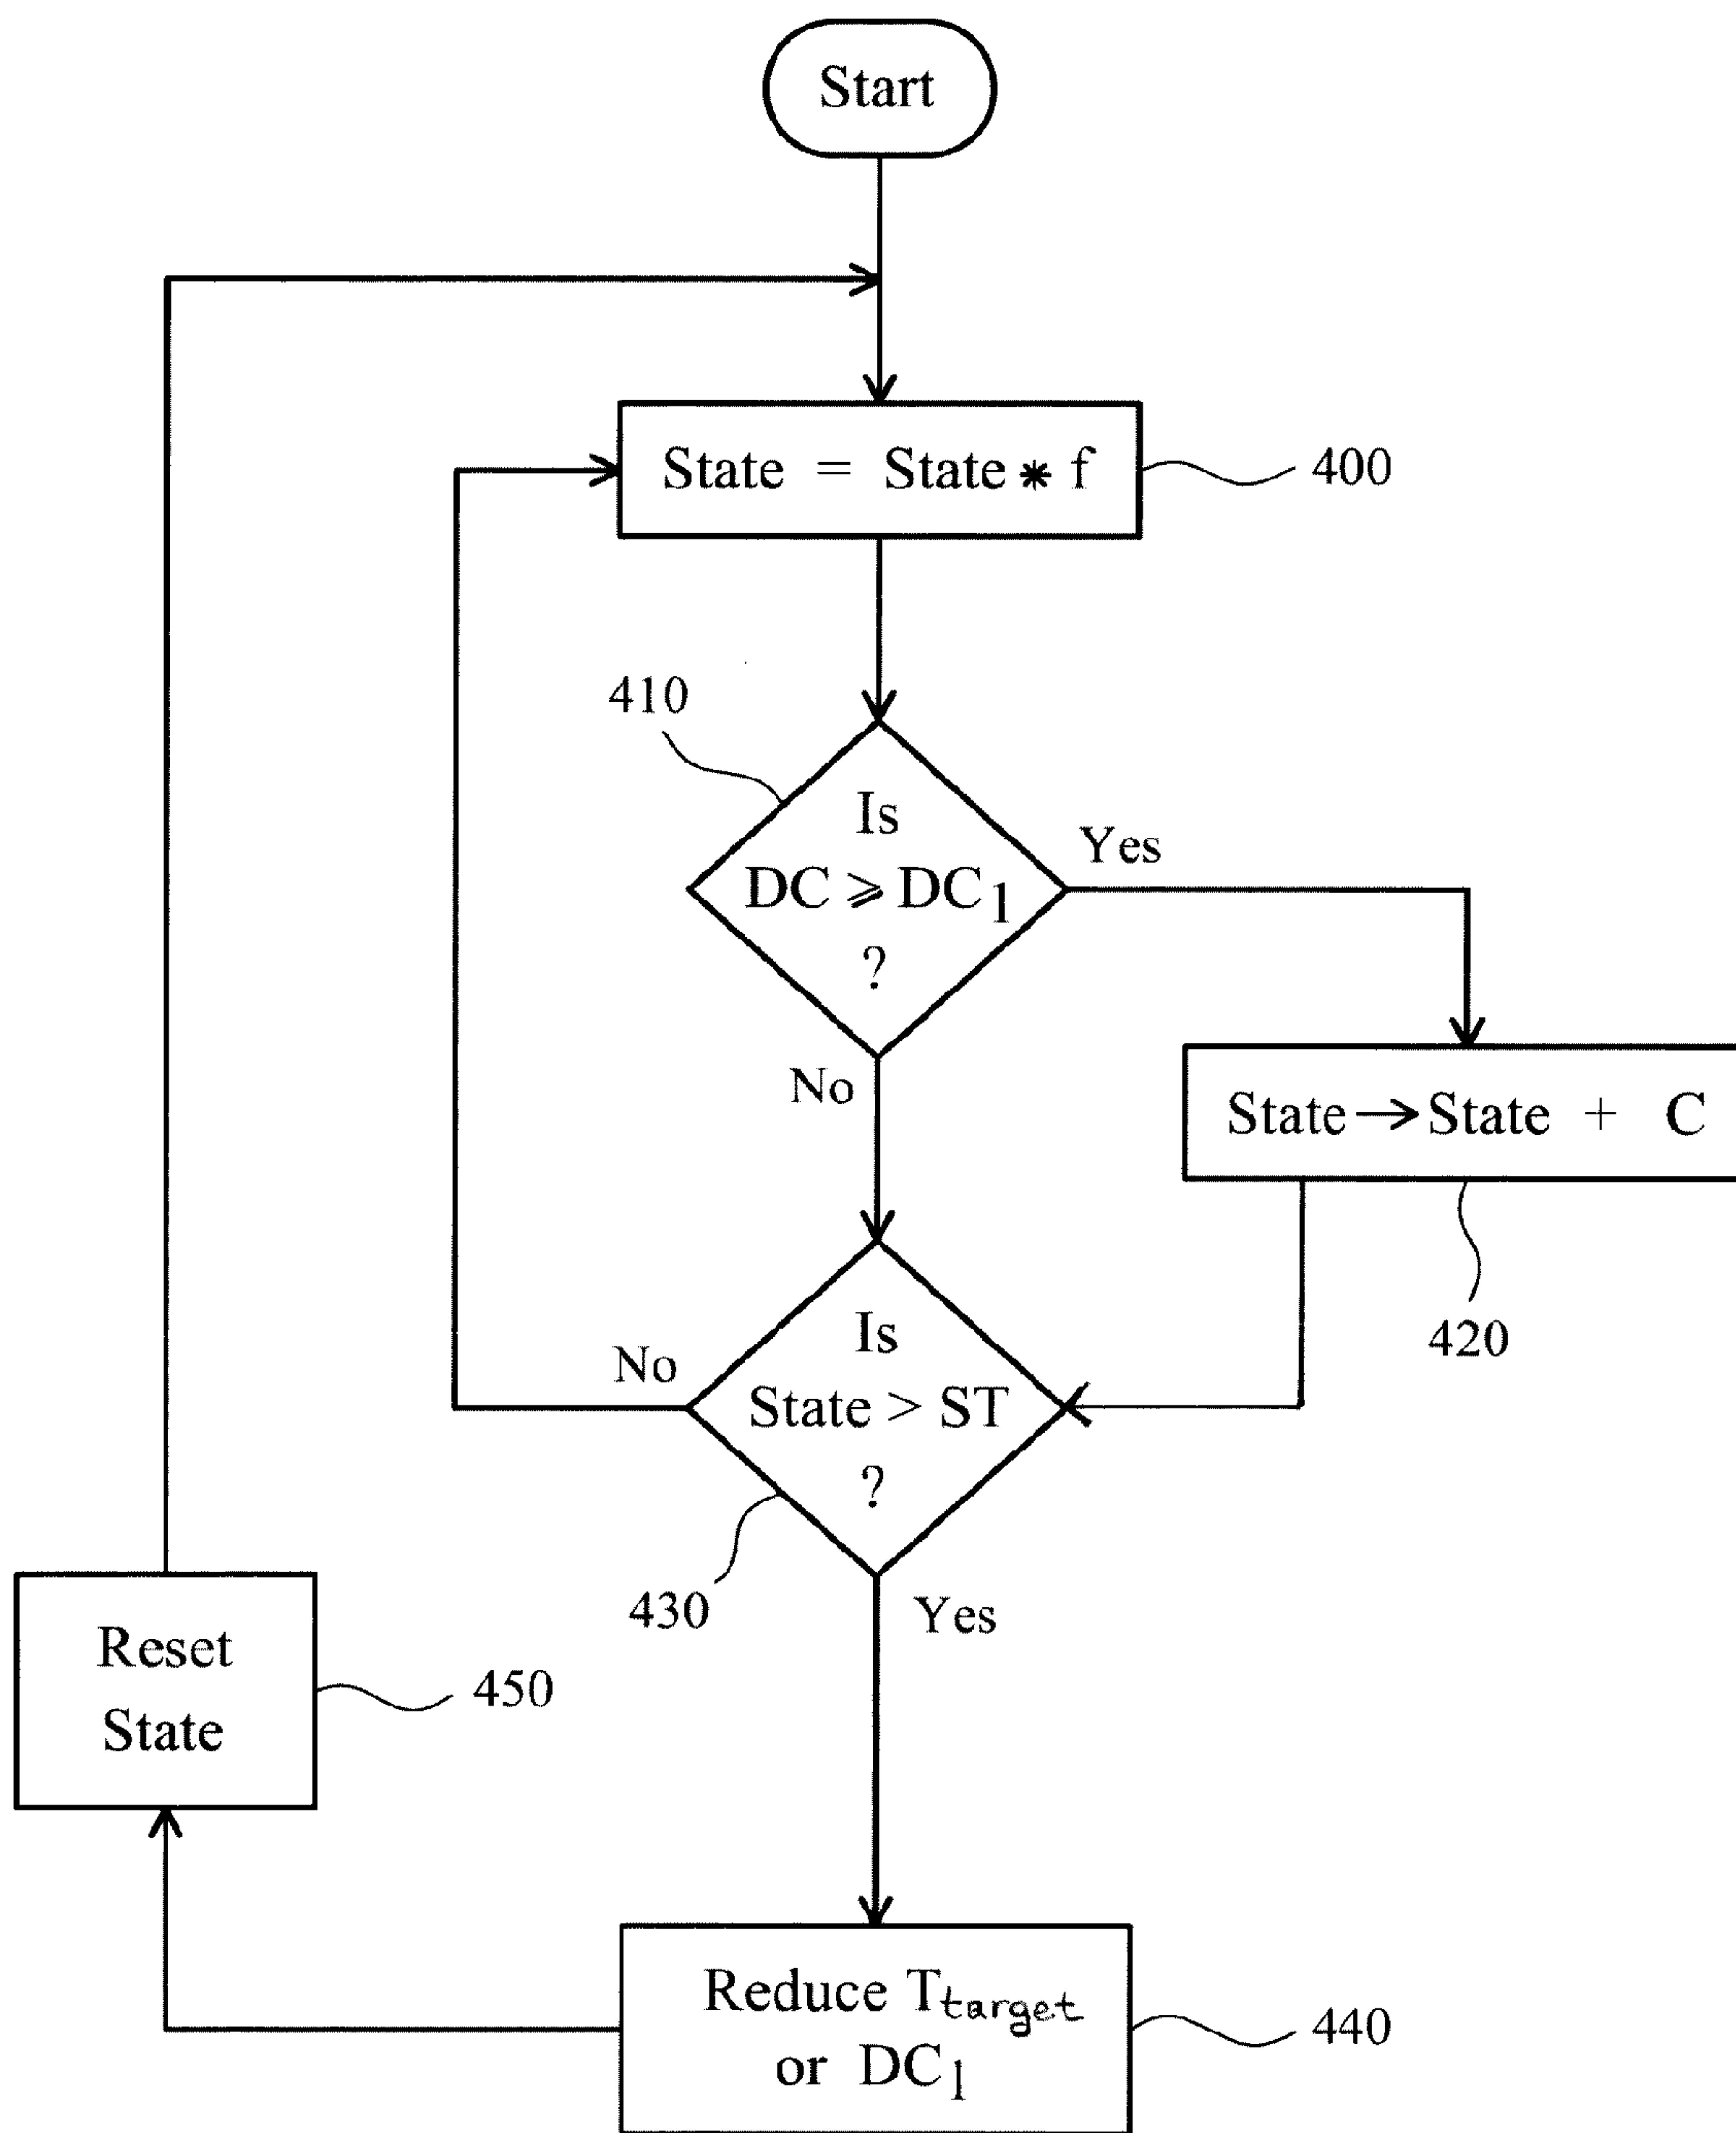 Start
State = State * f
400
410
Is
DC ⩾ DC1
?
Yes
No
State → State + C
420
Is
State > ST
?
No
430
Yes
Reset
State
450
Reduce Ttarget
or DC1
440